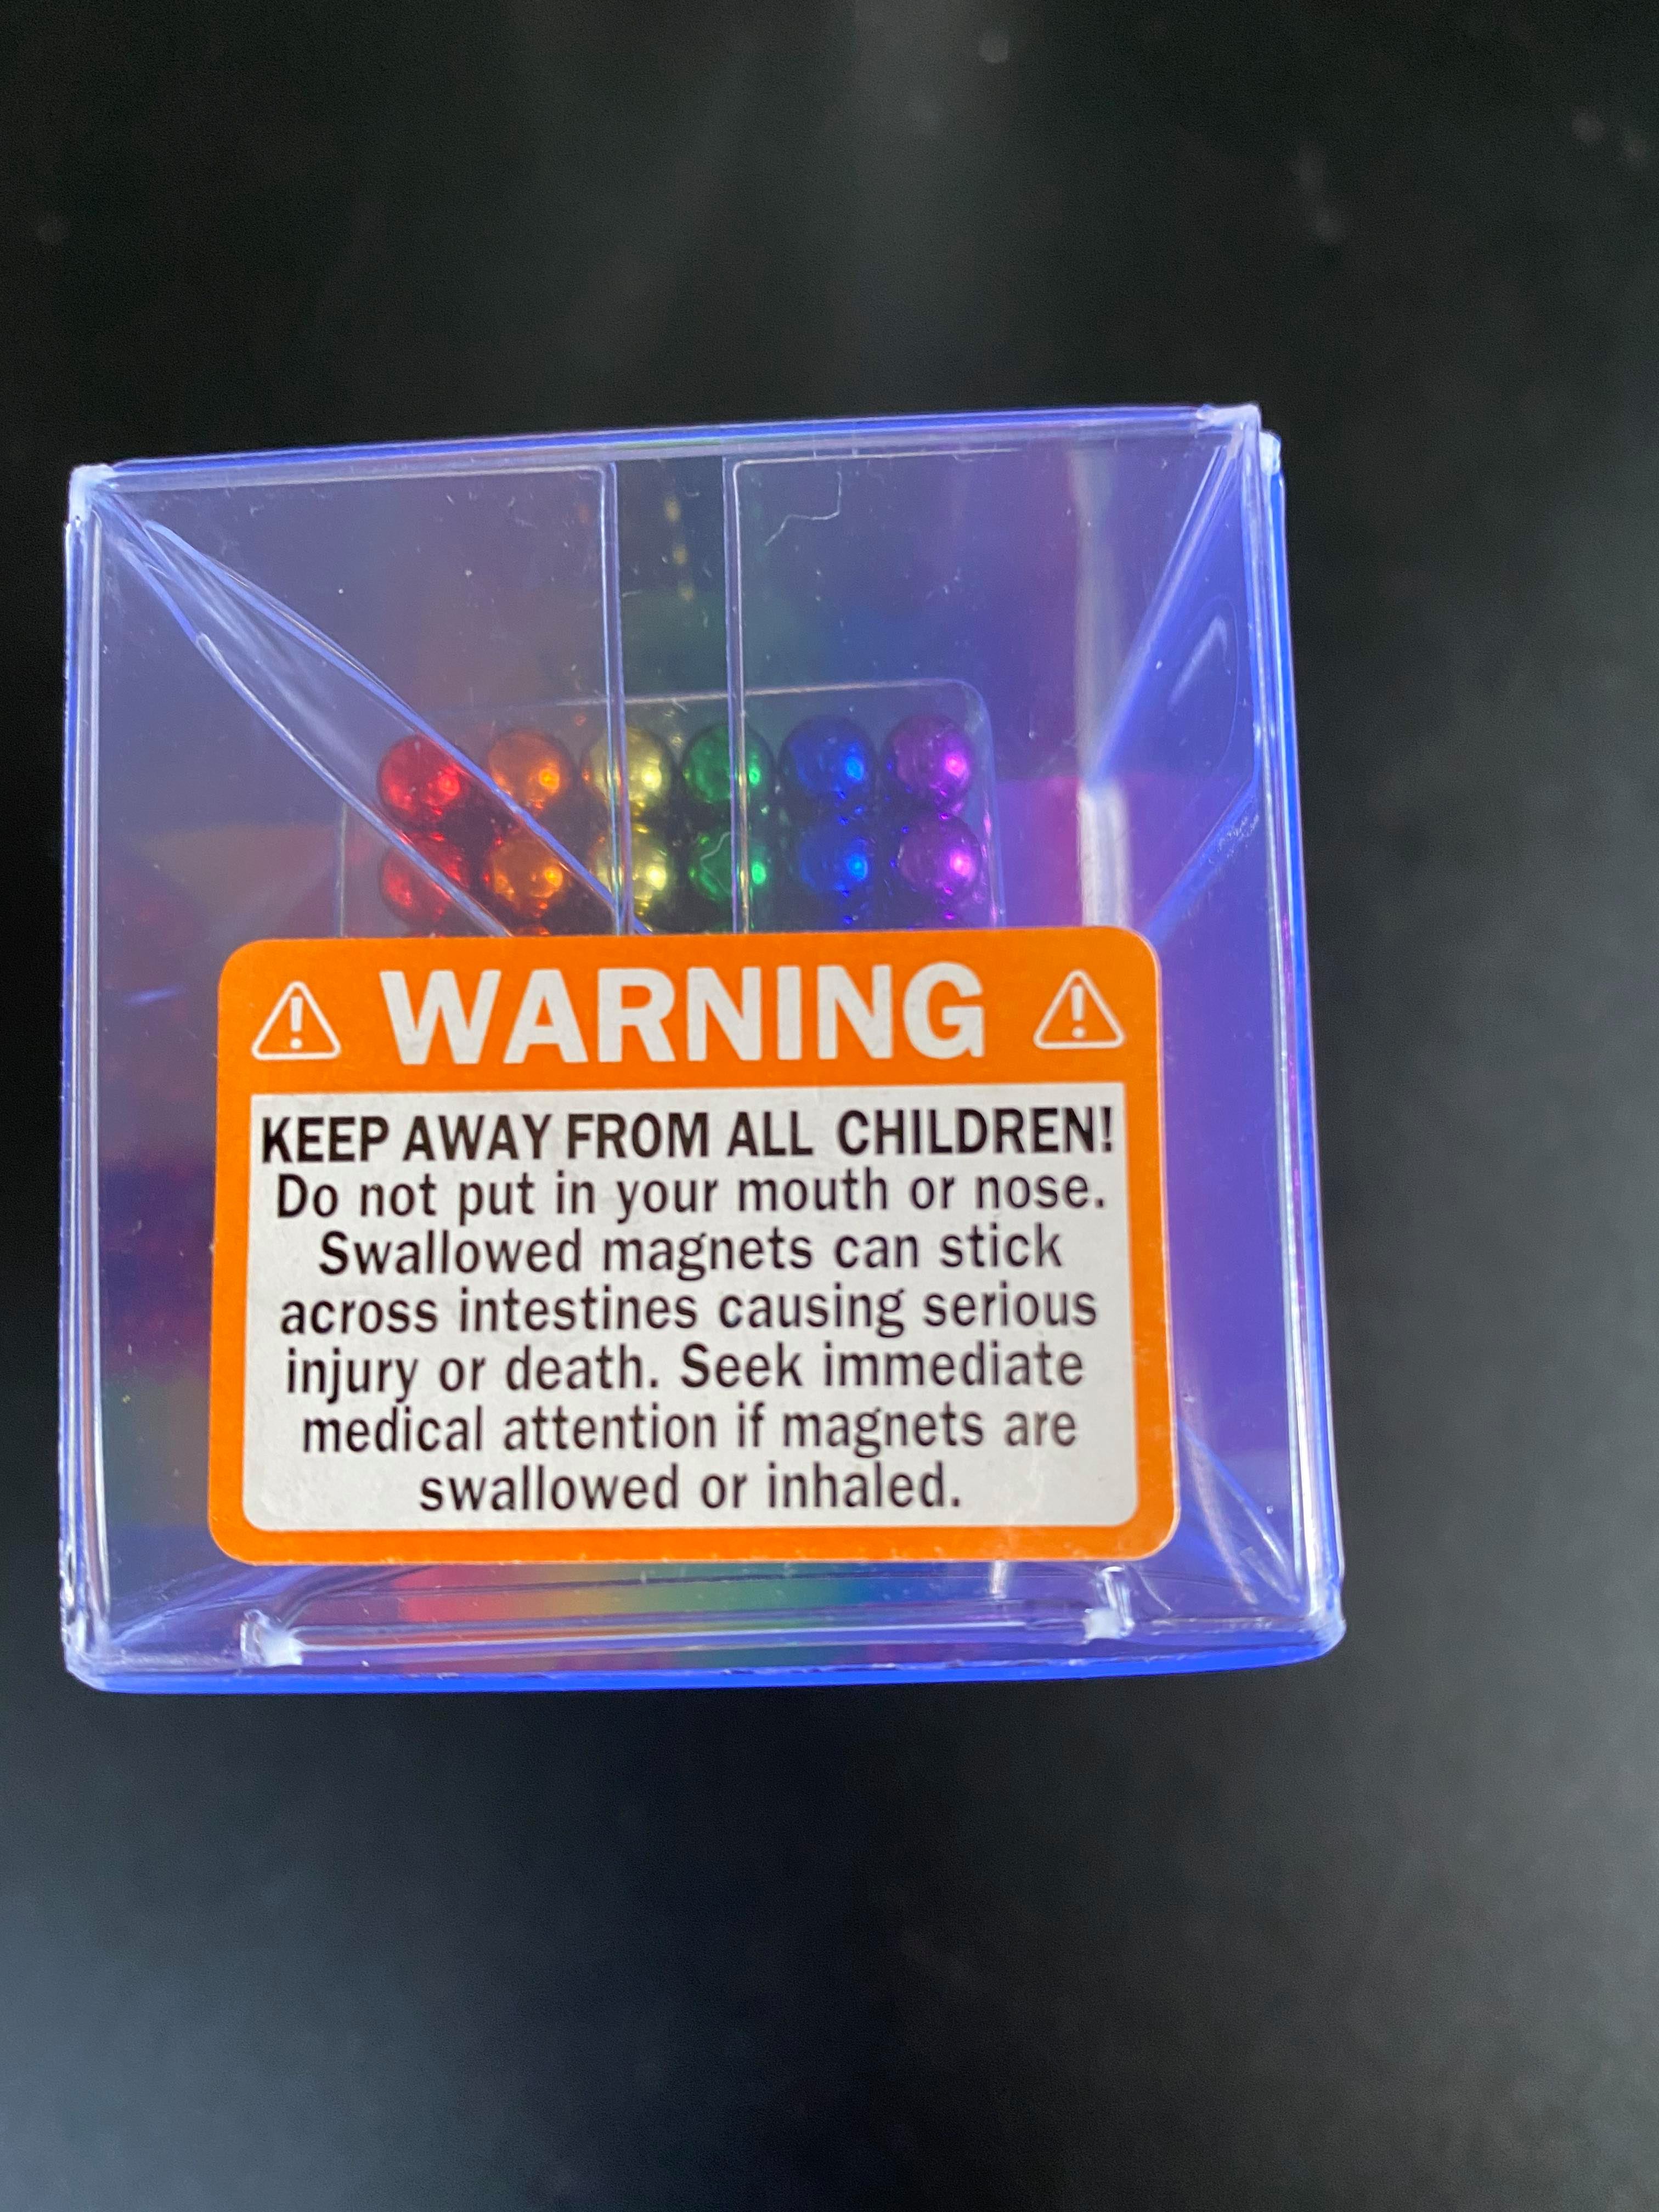 WARNING
KEEP AWAY FROM ALL CHILDREN!
Do not put in your mouth or nose.
Swallowed magnets can stick
across intestines causing serious
injury or death. Seek immediate
medical attention if magnets are
swallowed or inhaled.